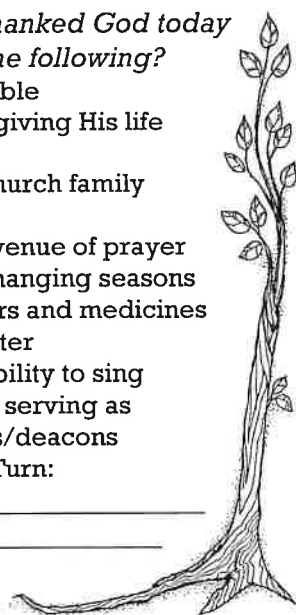 hanked God today
ne following?
ble
giving His life
hurch family
venue of prayer
hanging seasons
rs and medicines
ter
bility to sing
serving as
s/deacons
Turn: